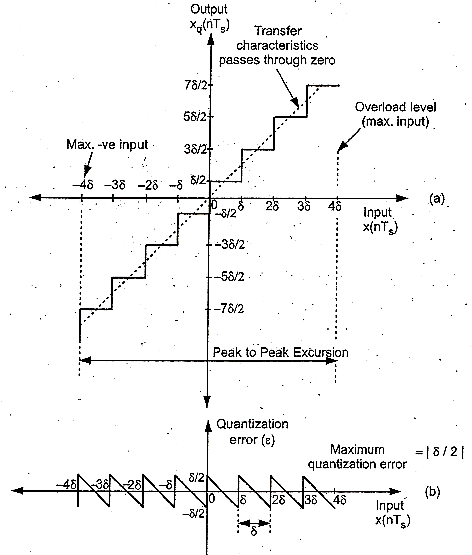 Output
xq(nTs)
Transfer
characteristics
passes through zero
7δ/2
5δ/2
3δ/2
δ/2
Overload level
(max. input)
Max. -ve input
-4δ -3δ -2δ -δ
0 δ 2δ 3δ 4δ
Input
x(nTs)
(a)
-δ/2
-3δ/2
-5δ/2
-7δ/2
Peak to Peak Excursion
Quantization
error (ε)
Maximum
quantization error
= | δ / 2 |
δ/2
-4δ -3δ -2δ -δ
0 δ 2δ 3δ 4δ
-δ/2
δ
Input
x(nTs)
(b)